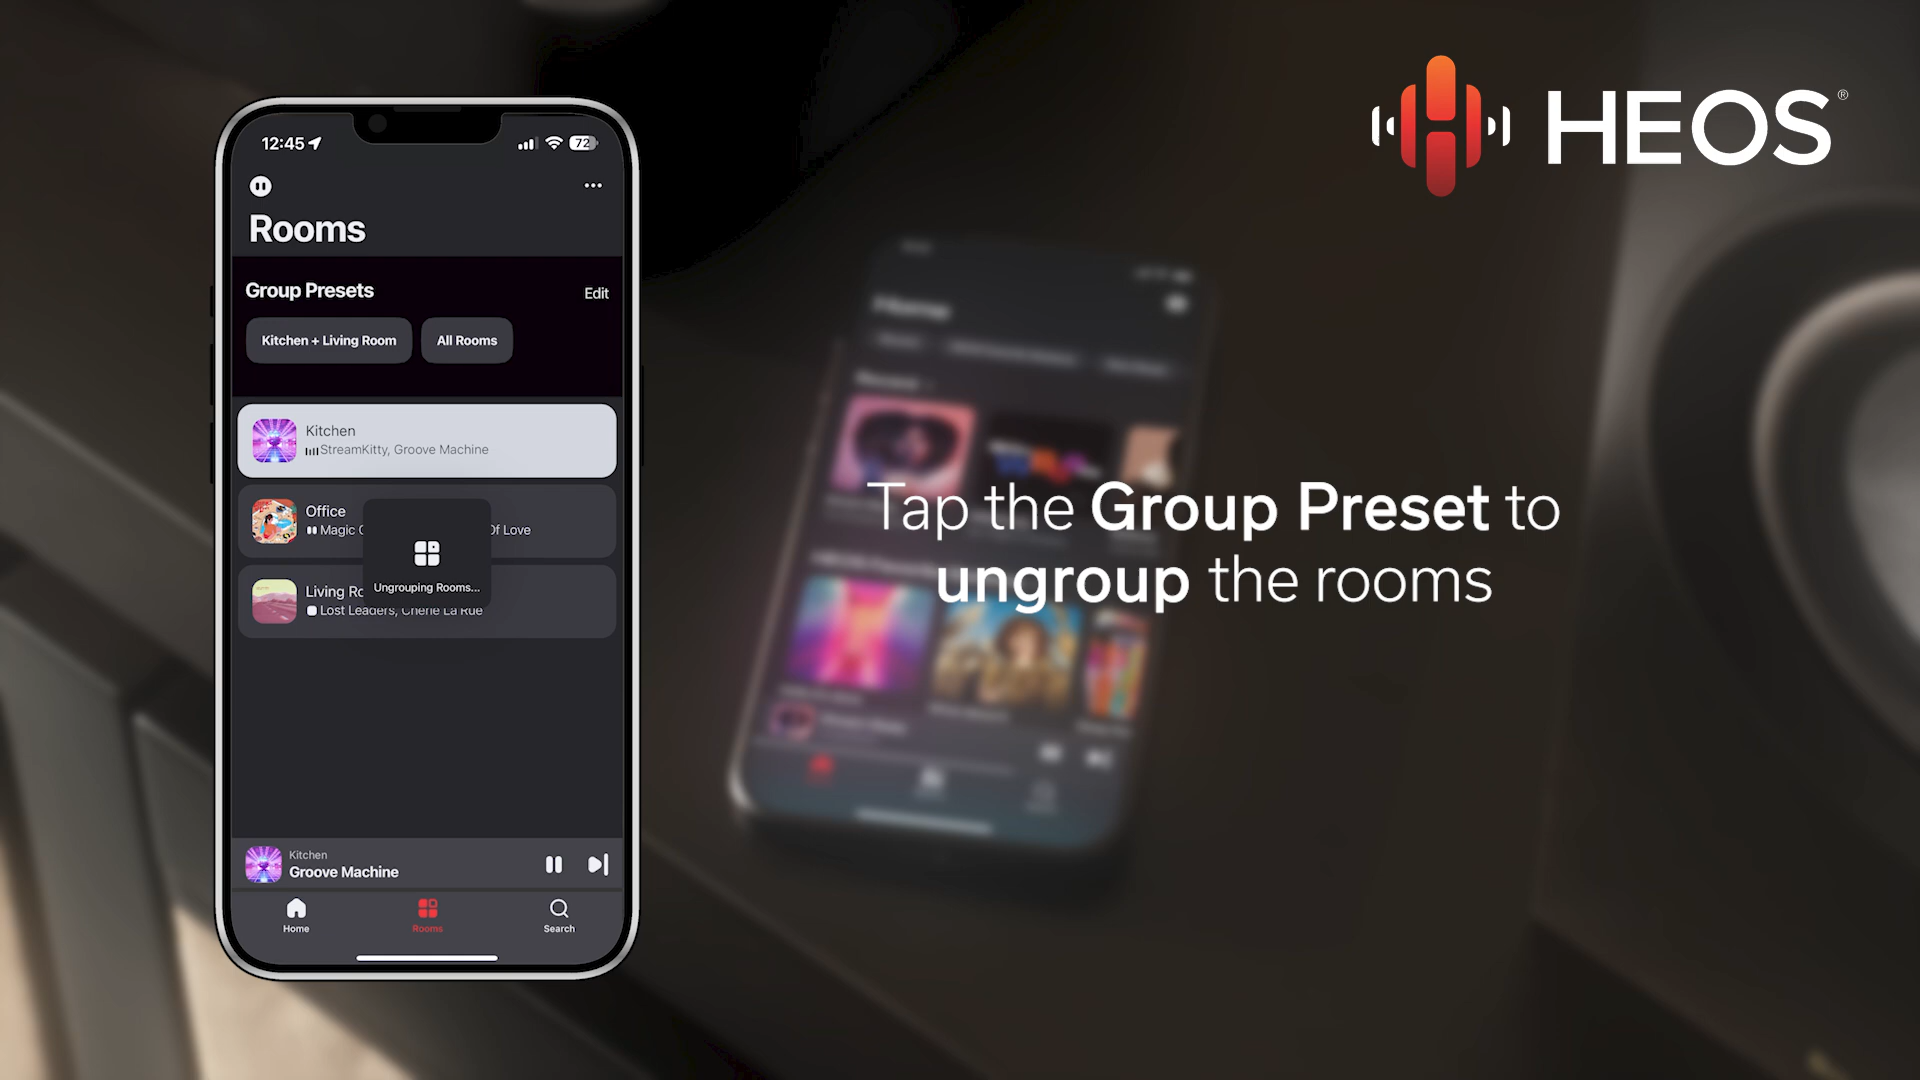 HEOS®
12:45
72
Rooms
Group Presets
Edit
Kitchen + Living Room
All Rooms
Kitchen
StreamKitty, Groove Machine
Office
Magic
Of Love
Living
Ungrouping Rooms...
Lost Leaders, Cherie La Rue
Kitchen
Groove Machine
Home
Rooms
Search
Tap the Group Preset to
ungroup the rooms